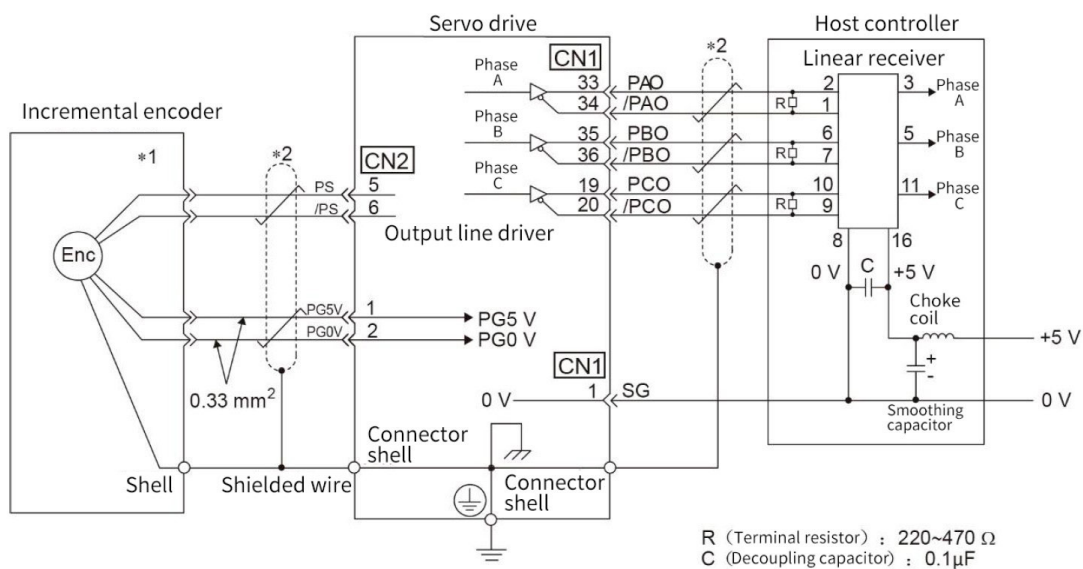 Servo drive
Host controller
Incremental encoder
*1
*2
CN2
PS
5
/PS
6
Enc
PG5V
1
PG0V
2
PG5 V
PG0 V
0.33 mm²
Shell
Shielded wire
Connector
shell
Output line driver
CN1
Phase
A
33
PAO
34
/PAO
Phase
B
35
PBO
36
/PBO
Phase
C
19
PCO
20
/PCO
*2
CN1
1
SG
0 V
Connector
shell
Linear receiver
R
2
1
3
Phase
A
R
6
7
5
Phase
B
R
10
9
11
Phase
C
8
16
0 V
C
+5 V
Choke
coil
+5 V
+
-
Smoothing
capacitor
0 V
R (Terminal resistor) : 220~470 Ω
C (Decoupling capacitor) : 0.1μF